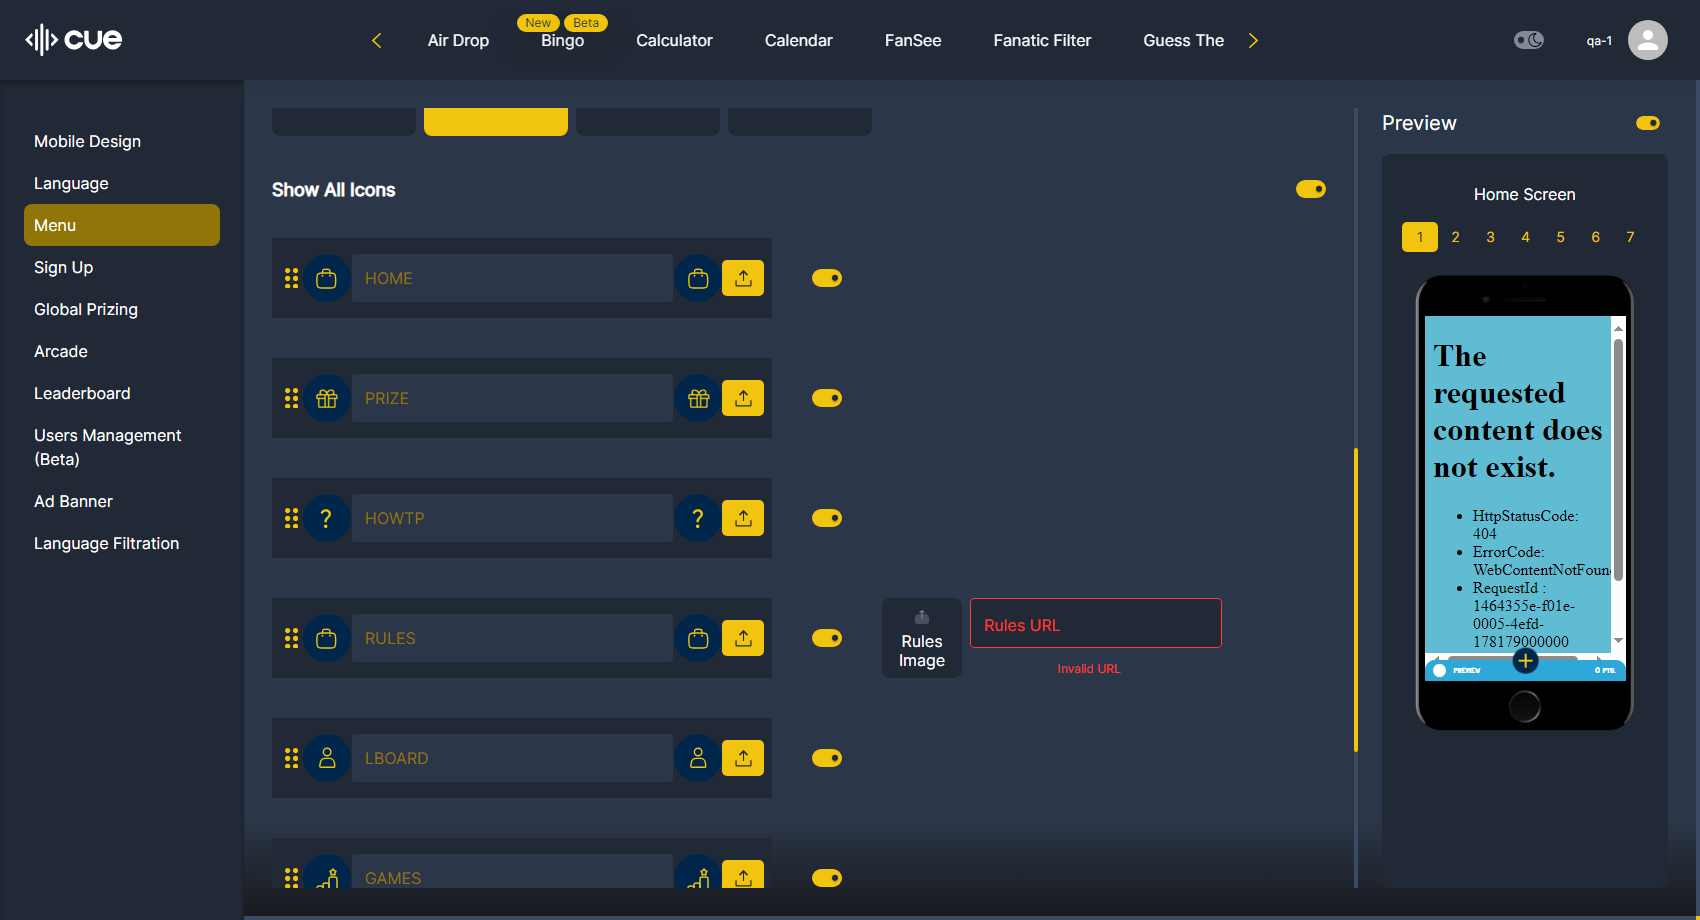 cue
Air Drop
New
Beta
Bingo
Calculator
Calendar
FanSee
Fanatic Filter
Guess The
qa-1
Mobile Design
Language
Menu
Sign Up
Global Prizing
Arcade
Leaderboard
Users Management
(Beta)
Ad Banner
Language Filtration
Show All Icons
HOME
PRIZE
? HOWTP ?
RULES
Rules
Image
Rules URL
Invalid URL
LBOARD
GAMES
Preview
Home Screen
1 2 3 4 5 6 7
The
requested
content does
not exist.
• HttpStatusCode:
404
• ErrorCode:
WebContentNotFoun
• RequestId :
1464355e-f01e-
0005-4efd-
178179000000
PREVIEW
0 PTS.